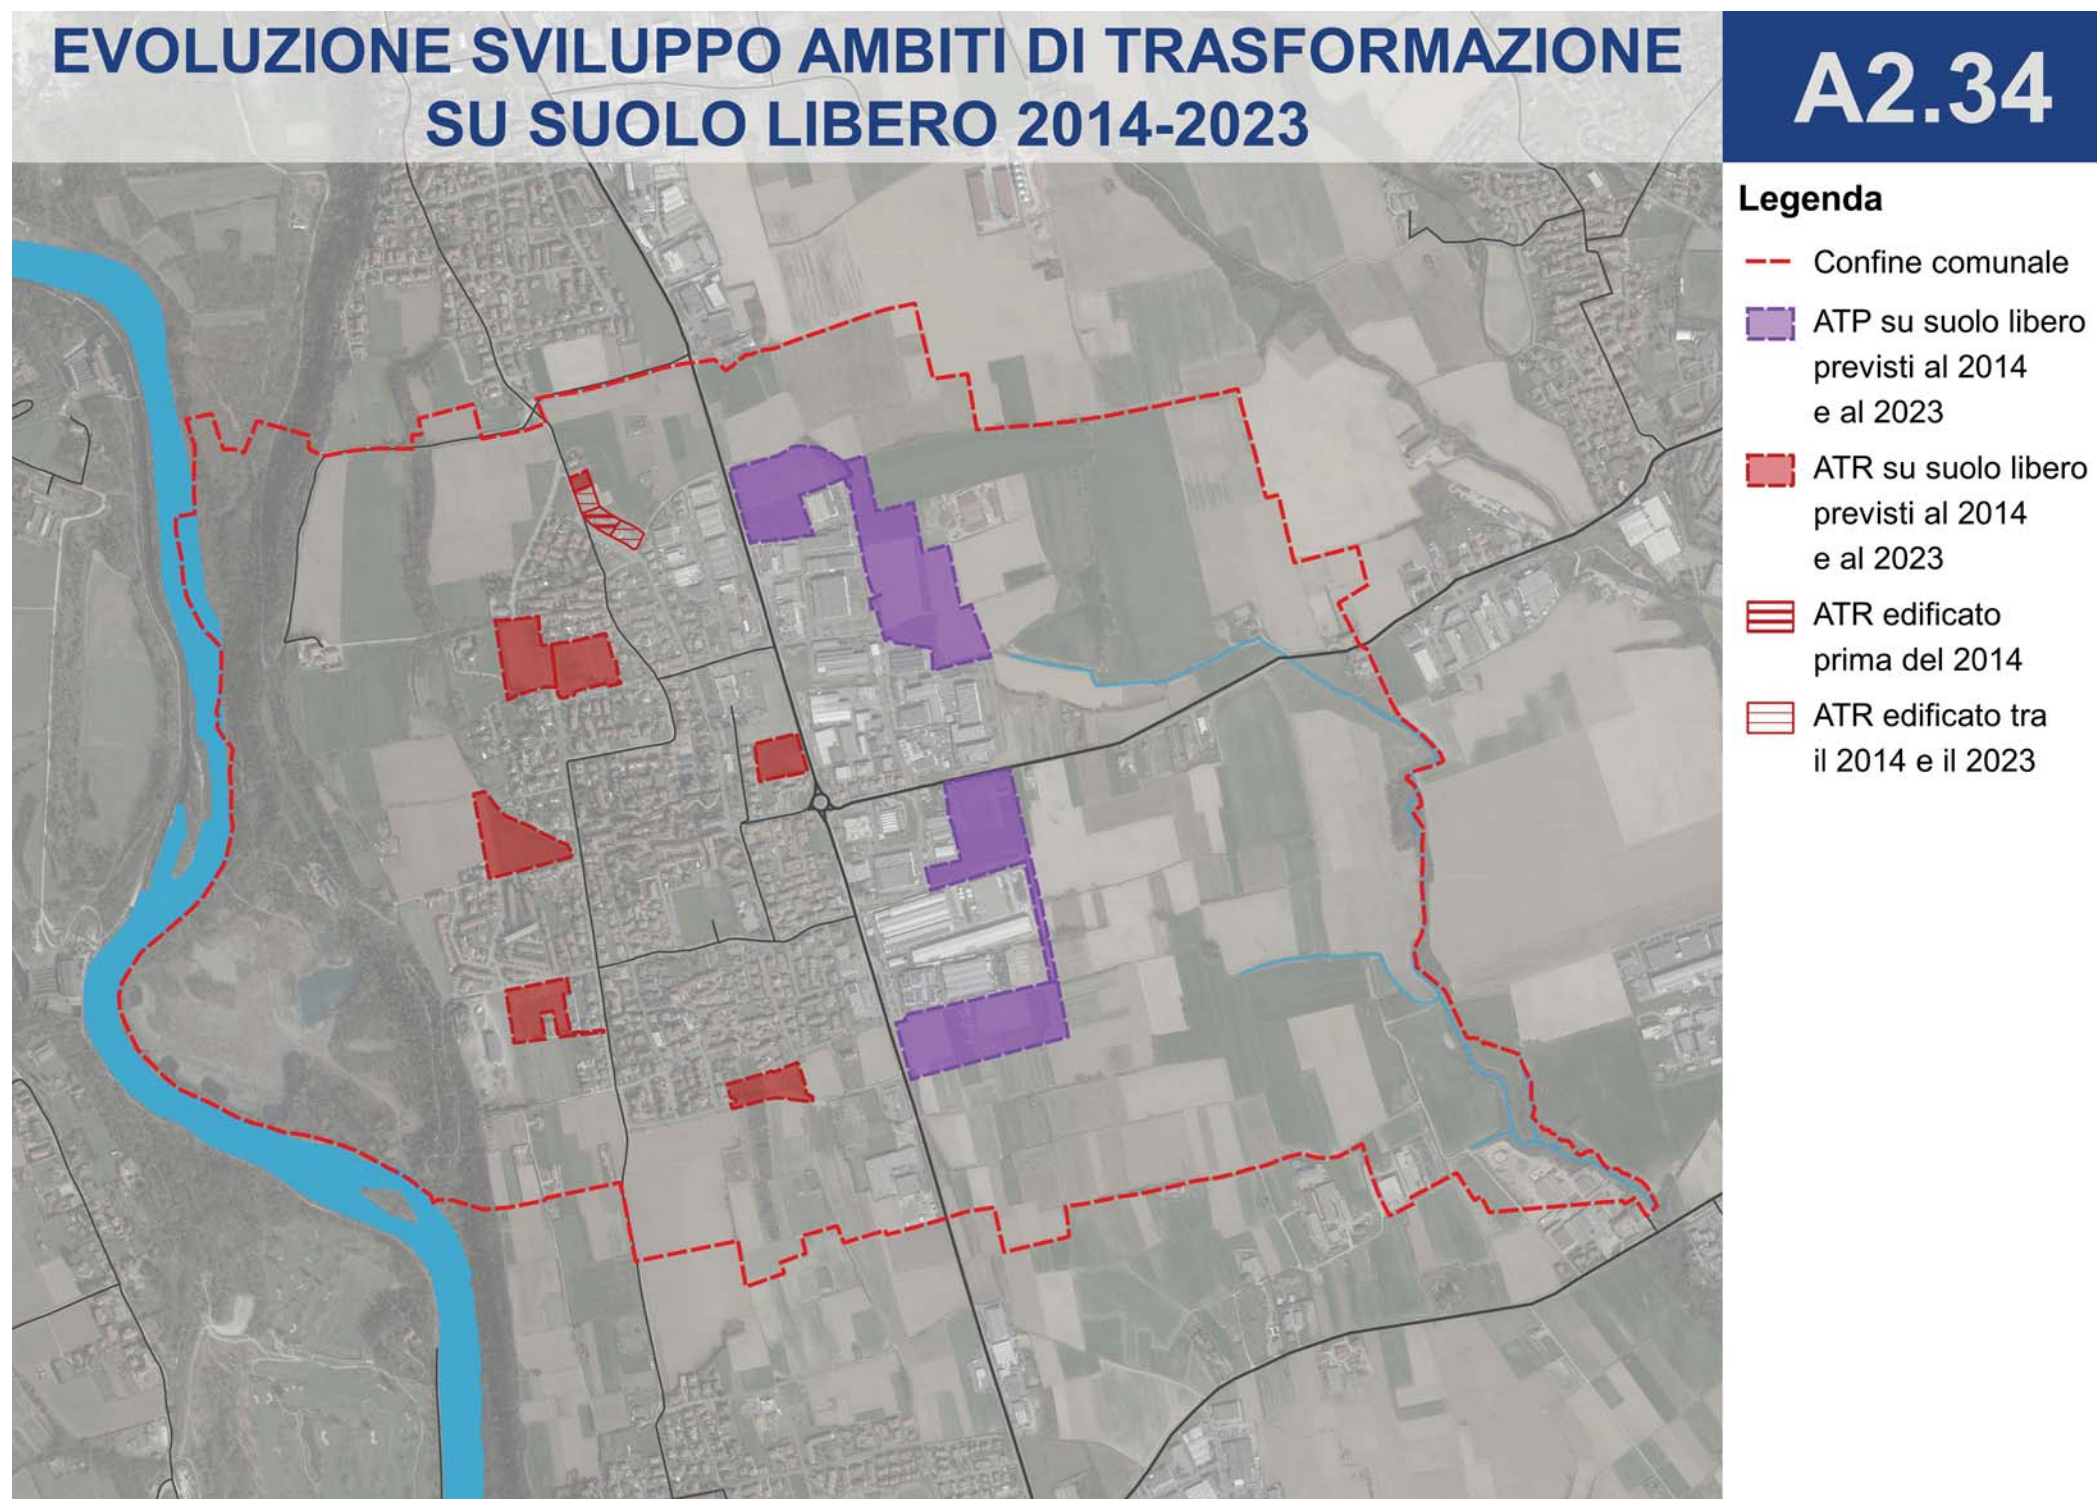 EVOLUZIONE SVILUPPO AMBITI DI TRASFORMAZIONE
SU SUOLO LIBERO 2014-2023
A2.34
Legenda
Confine comunale
ATP su suolo libero
previsti al 2014
e al 2023
ATR su suolo libero
previsti al 2014
e al 2023
ATR edificato
prima del 2014
ATR edificato tra
il 2014 e il 2023